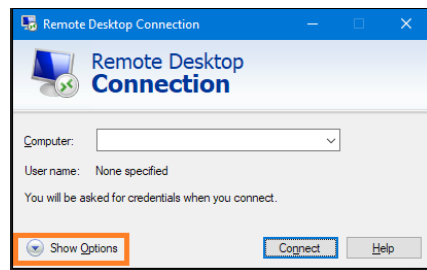 Remote Desktop Connection
Remote Desktop
Connection
Computer:
User name: None specified
You will be asked for credentials when you connect.
Show Options Connect Help